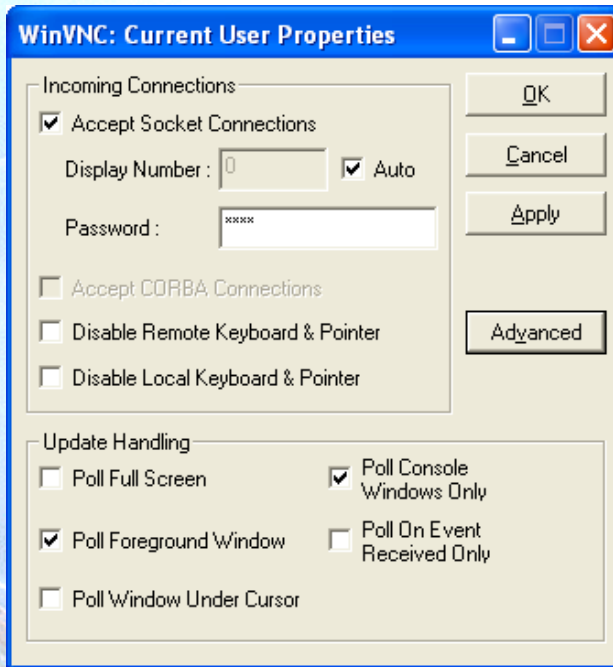 WinVNC: Current User Properties
Incoming Connections
OK
Accept Socket Connections
Cancel
Display Number : 0 Auto
Apply
Password : ****
Accept CORBA Connections
Disable Remote Keyboard & Pointer
Advanced
Disable Local Keyboard & Pointer
Update Handling
Poll Full Screen
Poll Console
Windows Only
Poll Foreground Window
Poll On Event
Received Only
Poll Window Under Cursor